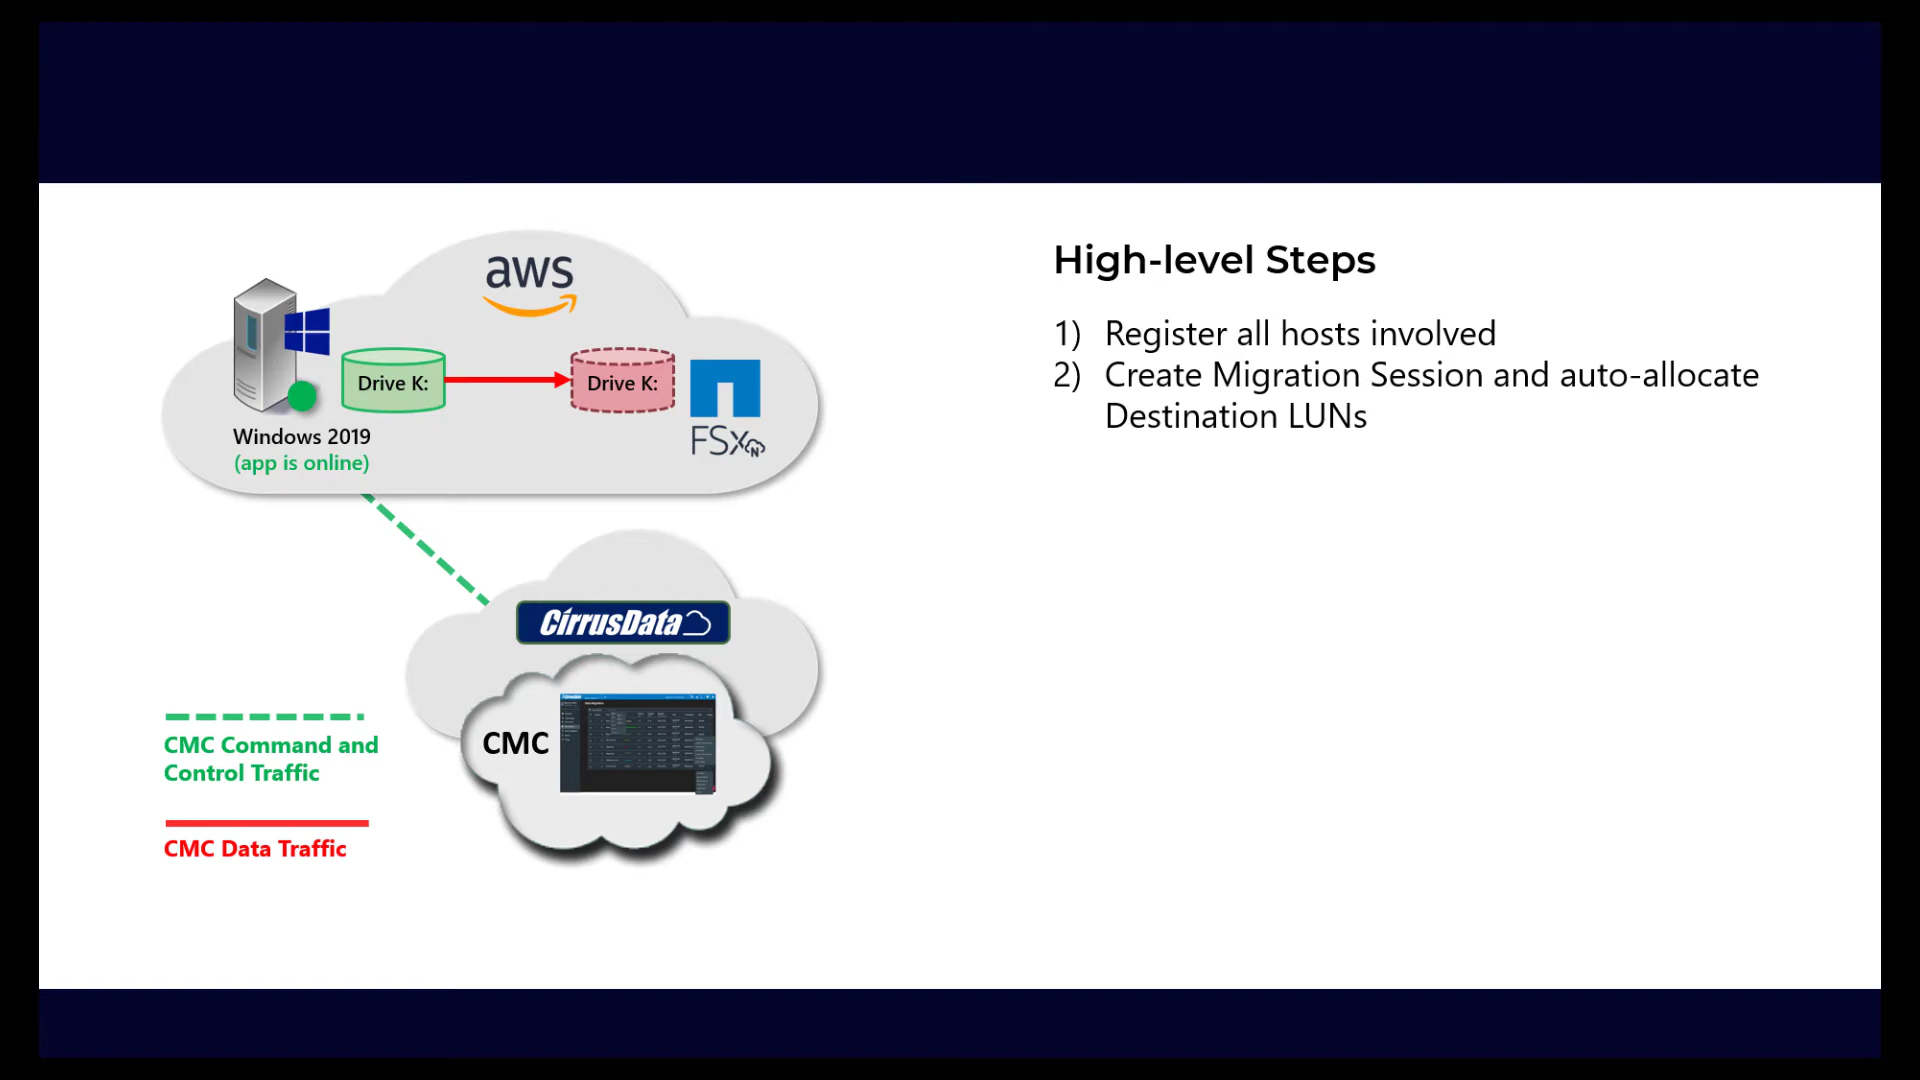 High-level Steps
1) Register all hosts involved
2) Create Migration Session and auto-allocate
Destination LUNs
aws
Drive K:
Drive K:
FSx
N
Windows 2019
(app is online)
CirrusData
CMC
CMC Command and
Control Traffic
CMC Data Traffic